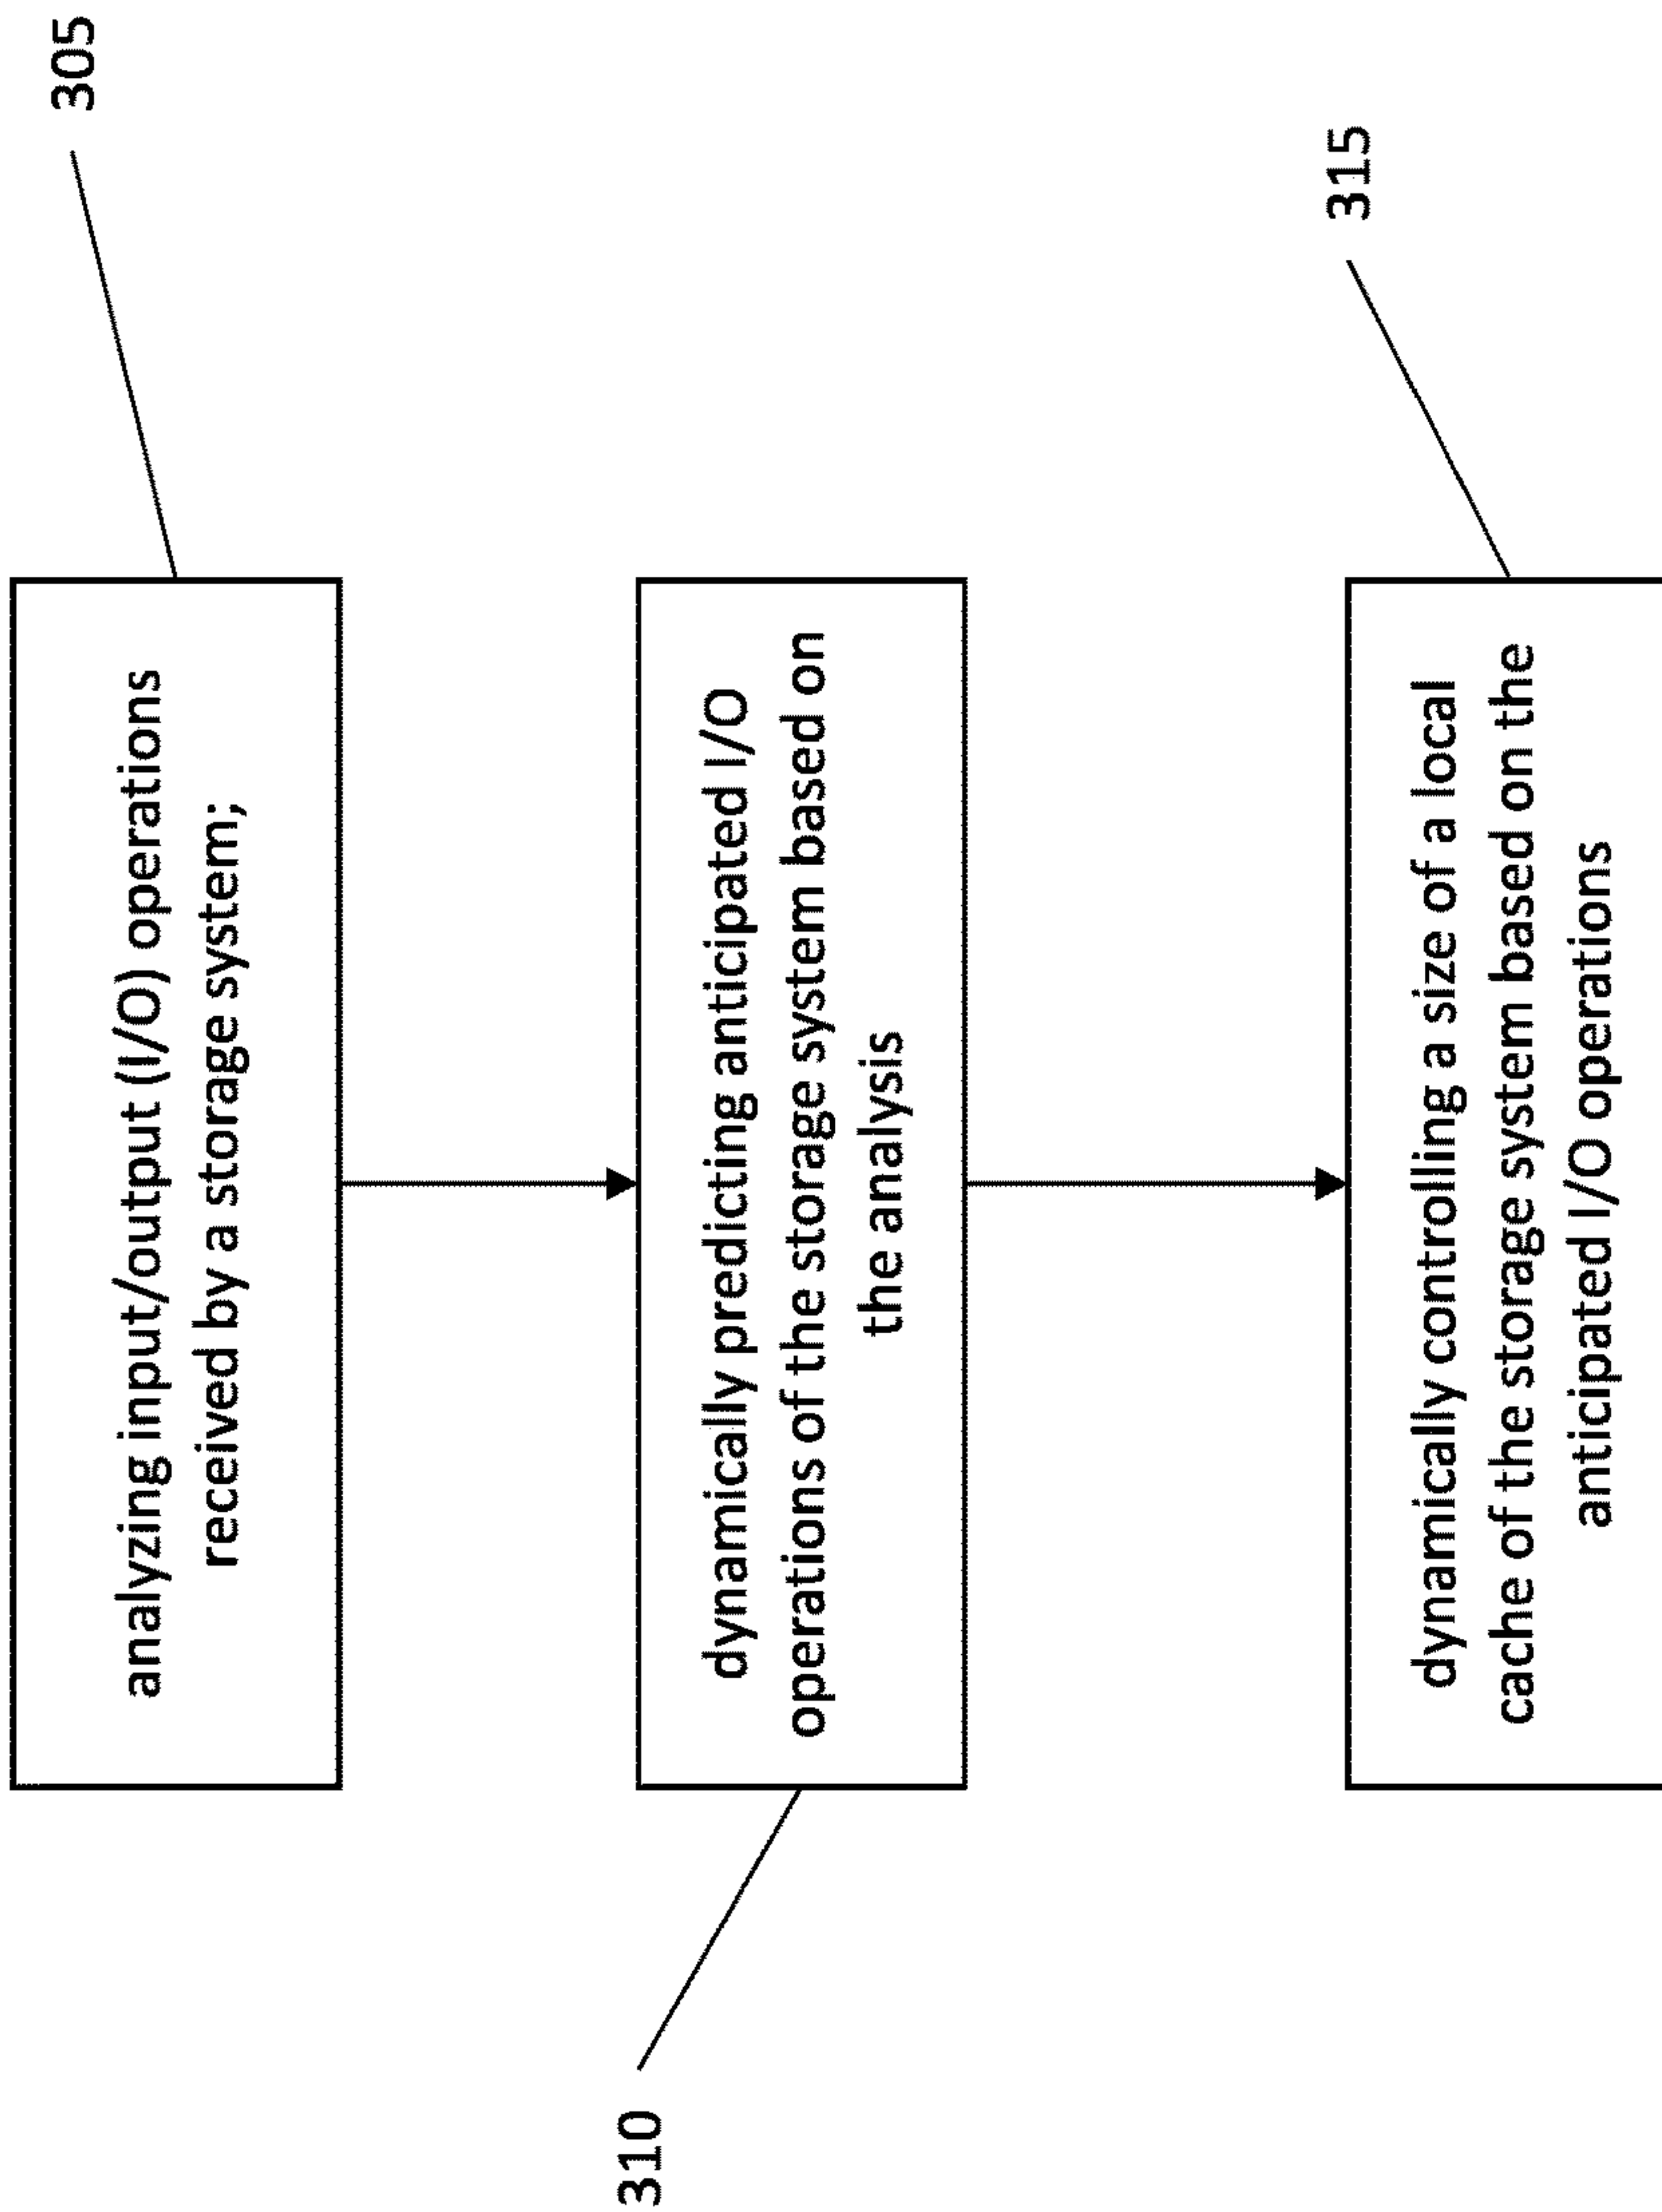 305
analyzing input/output (I/O) operations
received by a storage system;
310
dynamically predicting anticipated I/O
operations of the storage system based on
the analysis
315
dynamically controlling a size of a local
cache of the storage system based on the
anticipated I/O operations